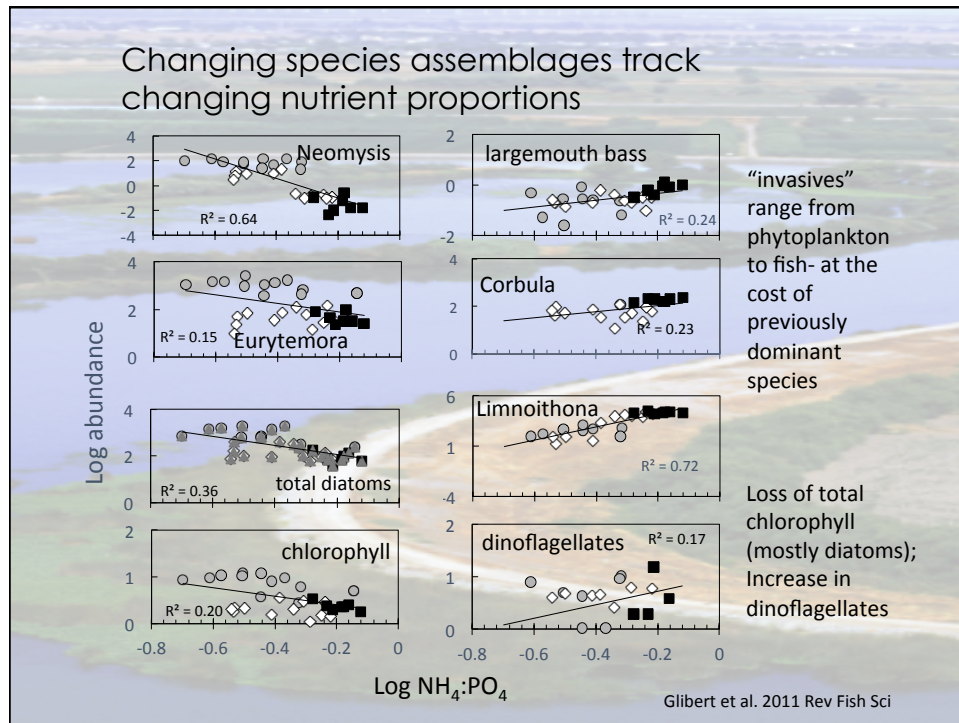 Changing species assemblages track
changing nutrient proportions
Log abundance
4
2
0
-2
-4
Neomysis
R² = 0.64
2
0
-2
largemouth bass
R² = 0.24
4
2
0
R² = 0.15
Eurytemora
4
2
0
Corbula
R² = 0.23
4
2
0
R² = 0.36
total diatoms
6
1
-4
Limnoithona
R² = 0.72
2
1
0
chlorophyll
R² = 0.20
-0.8 -0.6 -0.4 -0.2 0
2
1
0
dinoflagellates
R² = 0.17
-0.8 -0.6 -0.4 -0.2 0
Log NH₄:PO₄
“invasives”
range from
phytoplankton
to fish- at the
cost of
previously
dominant
species
Loss of total
chlorophyll
(mostly diatoms);
Increase in
dinoflagellates
Glibert et al. 2011 Rev Fish Sci